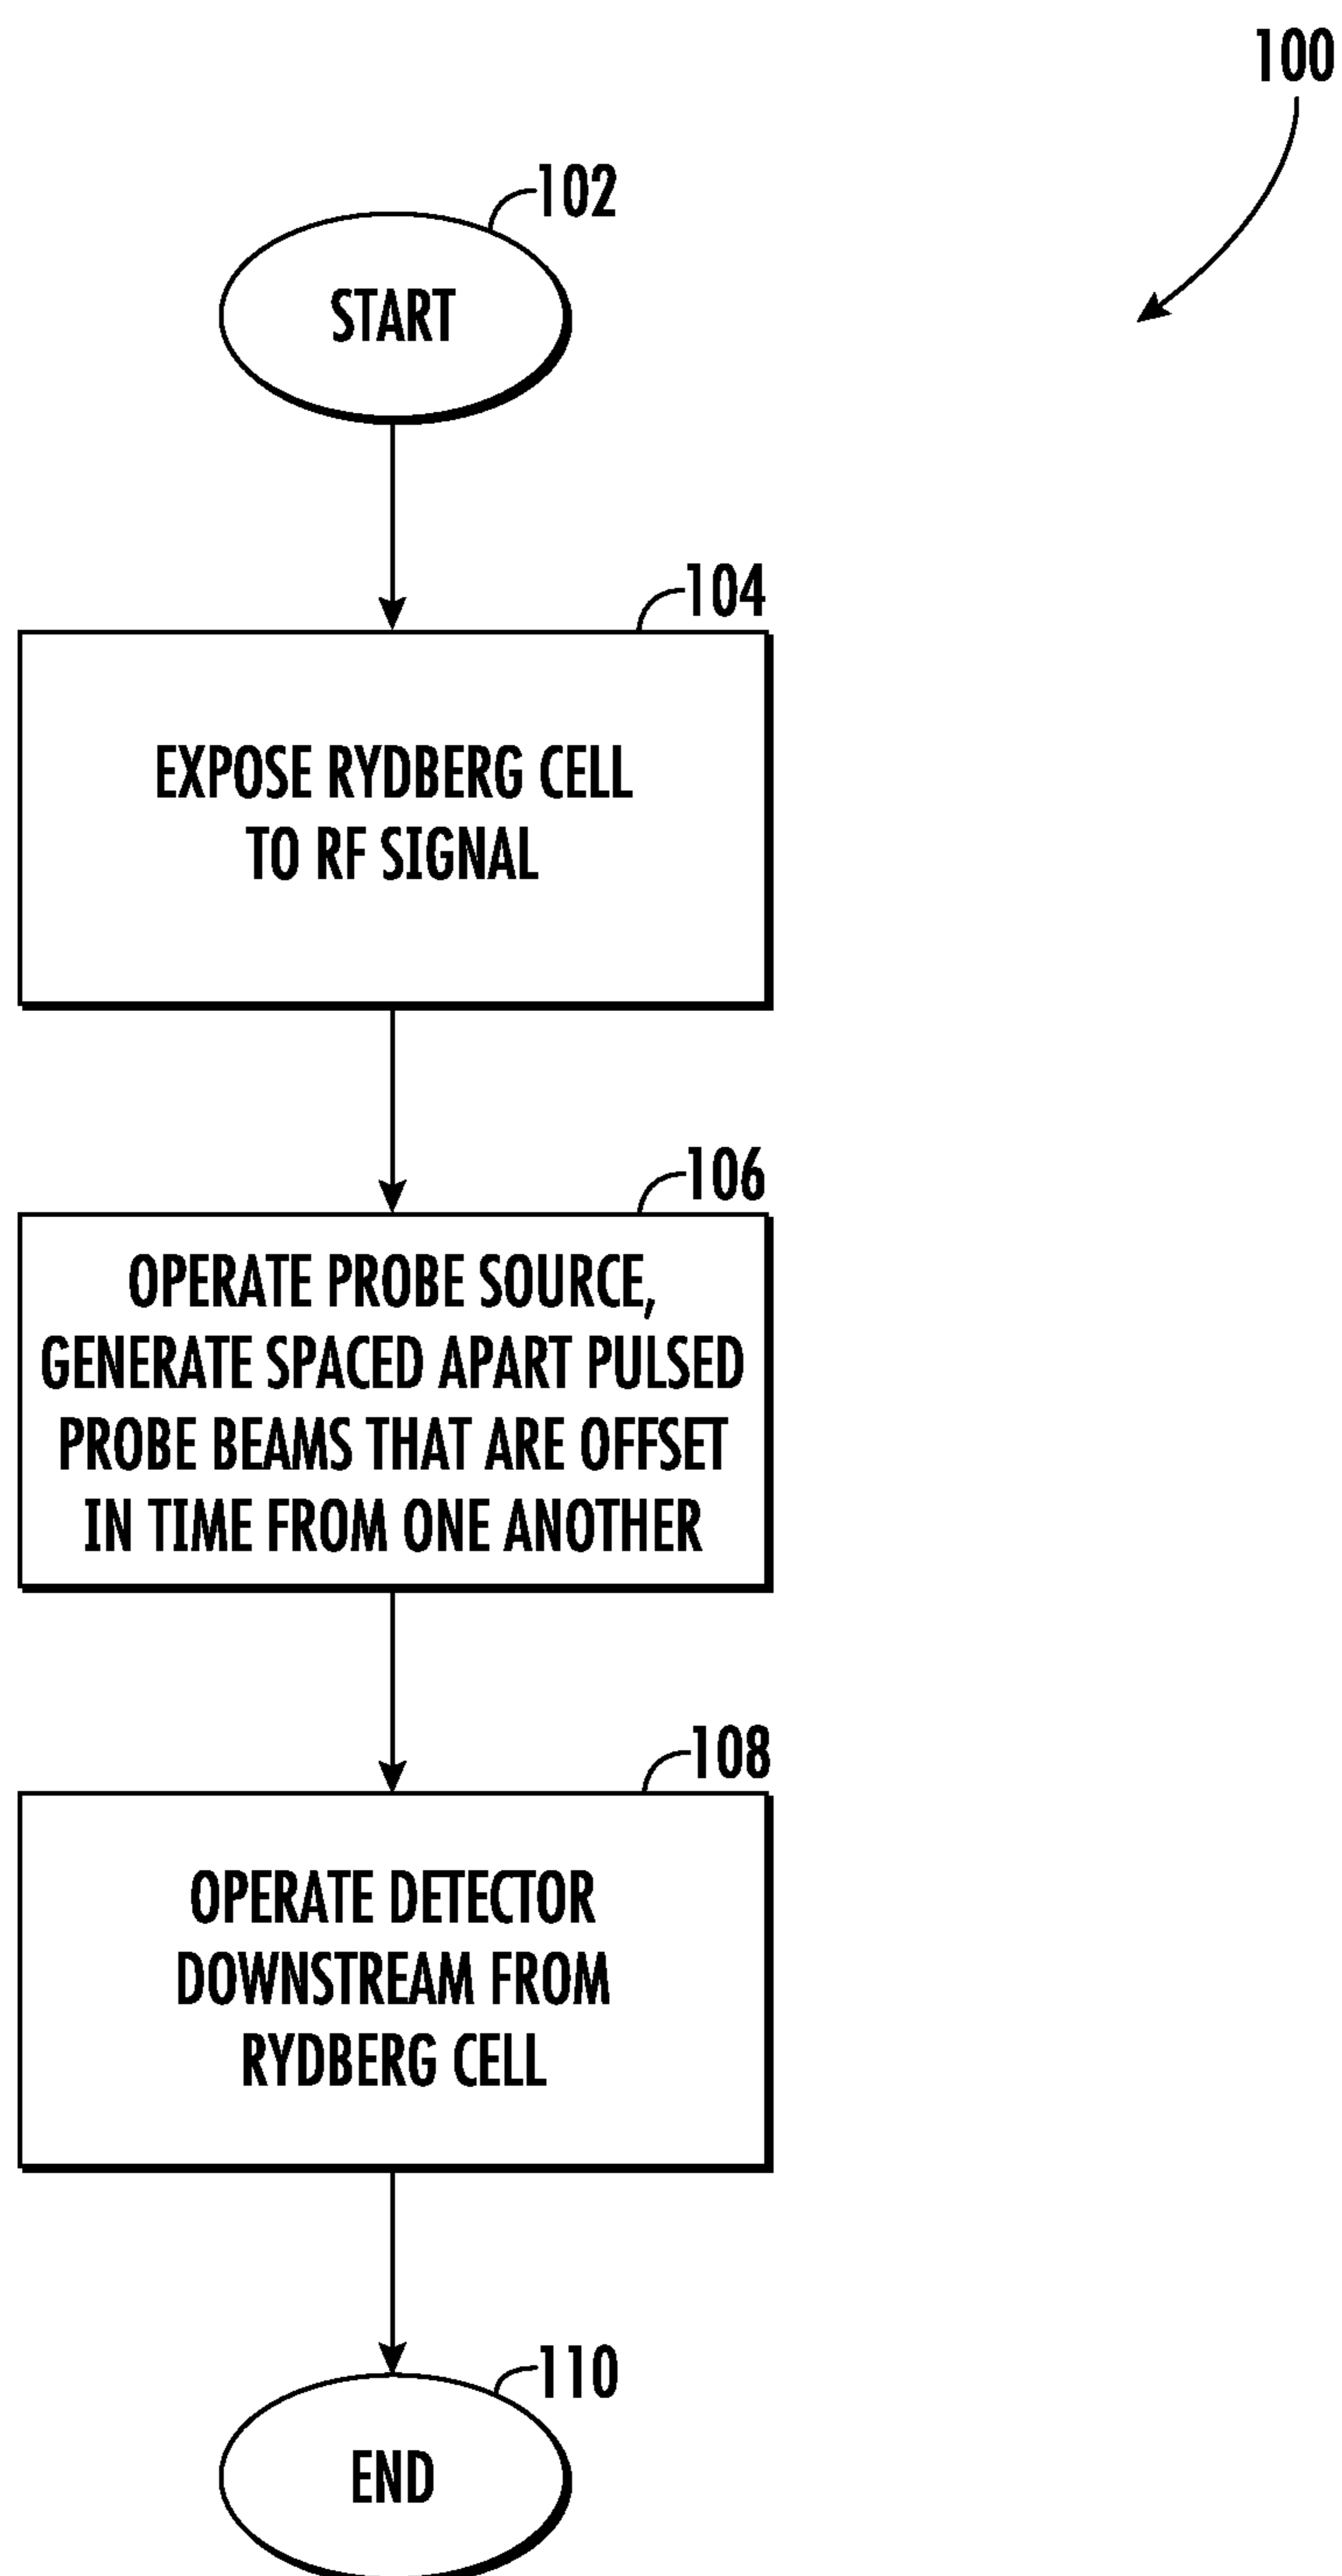 100
102
START
104
EXPOSE RYDBERG CELL
TO RF SIGNAL
106
OPERATE PROBE SOURCE,
GENERATE SPACED APART PULSED
PROBE BEAMS THAT ARE OFFSET
IN TIME FROM ONE ANOTHER
108
OPERATE DETECTOR
DOWNSTREAM FROM
RYDBERG CELL
110
END